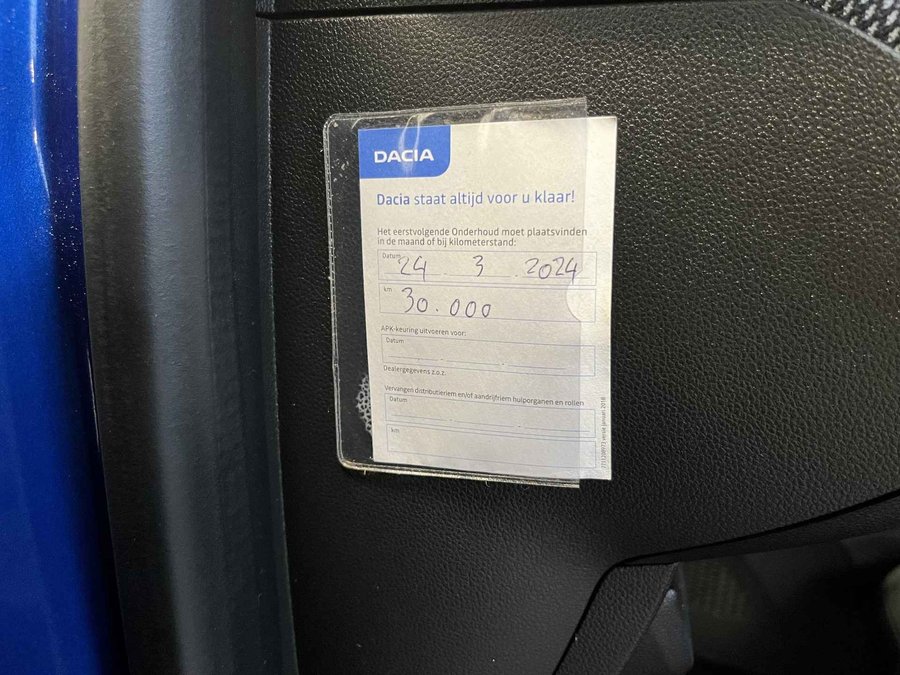 DACIA
Dacia staat altijd voor u klaar!
Het eerstvolgende Onderhoud moet plaatsvinden
in de maand of bij kilometerstand:
Datum 24 . 3 . 2024
km 30.000
APK-keuring uitvoeren voor:
Datum
Dealergegevens z.o.z.
Vervangen distributieriem en/of aandrijfriem hulporganen en rollen
Datum
km